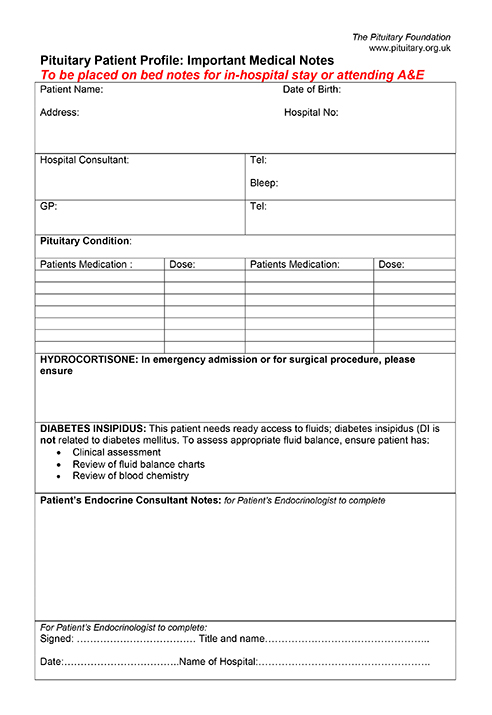 The Pituitary Foundation
www.pituitary.org.uk
Pituitary Patient Profile: Important Medical Notes
To be placed on bed notes for in-hospital stay or attending A&E
Patient Name: Date of Birth:
Address: Hospital No:
Hospital Consultant: Tel:
Bleep:
GP: Tel:
Pituitary Condition:
Patients Medication : Dose: Patients Medication: Dose:
HYDROCORTISONE: In emergency admission or for surgical procedure, please
ensure
DIABETES INSIPIDUS: This patient needs ready access to fluids; diabetes insipidus (DI is
not related to diabetes mellitus. To assess appropriate fluid balance, ensure patient has:
• Clinical assessment
• Review of fluid balance charts
• Review of blood chemistry
Patient's Endocrine Consultant Notes: for Patient's Endocrinologist to complete
For Patient's Endocrinologist to complete:
Signed: ……………………………. Title and name……………………………………..
Date:……………………………..Name of Hospital:……………………………………….